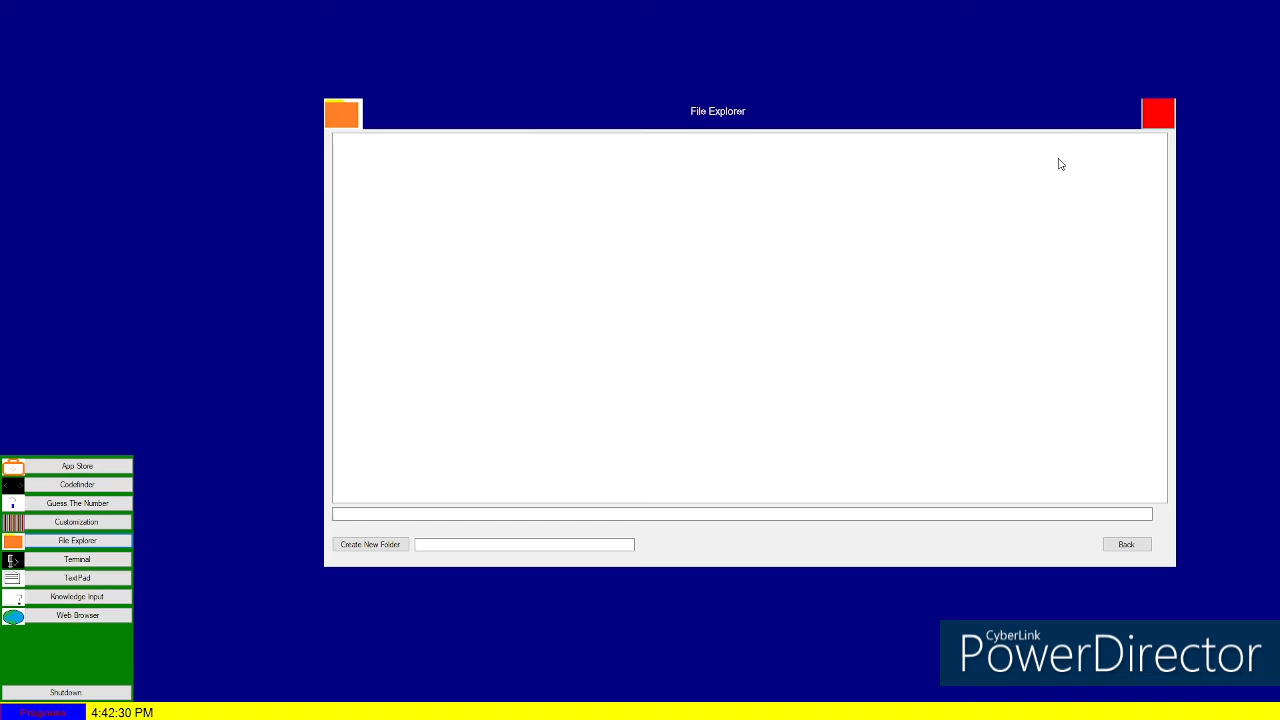 File Explorer
Create New Folder
Back
App Store
Codefinder
Guess The Number
Customization
File Explorer
Terminal
TextPad
Knowledge Input
Web Browser
Shutdown
Programs
4:42:30 PM
CyberLink
PowerDirector